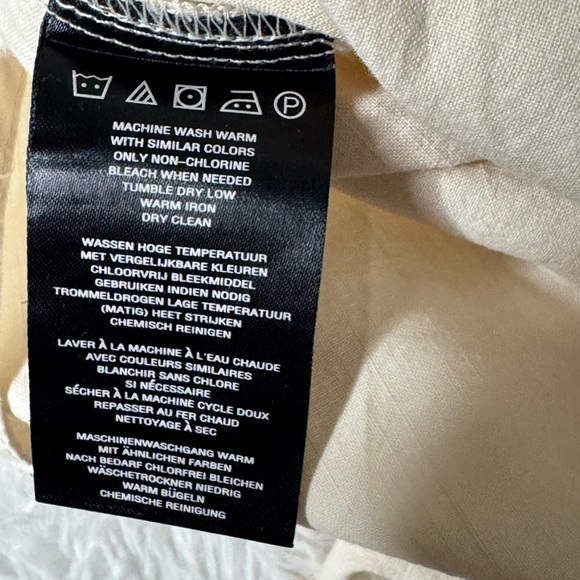 P
MACHINE WASH WARM
WITH SIMILAR COLORS
ONLY NON-CHLORINE
BLEACH WHEN NEEDED
TUMBLE DRY LOW
WARM IRON
DRY CLEAN
WASSEN HOGE TEMPERATUUR
MET VERGELIJKBARE KLEUREN
CHLOORVRIJ BLEEKMIDDEL
GEBRUIKEN INDIEN NODIG
TROMMELDROGEN LAGE TEMPERATUUR
(MATIG) HEET STRIJKEN
CHEMISCH REINIGEN
LAVER À LA MACHINE À L'EAU CHAUDE
AVEC COULEURS SIMILAIRES
BLANCHIR SANS CHLORE
SI NÉCESSAIRE
SÉCHER À LA MACHINE CYCLE DOUX
REPASSER AU FER CHAUD
NETTOYAGE À SEC
MASCHINENWASCHGANG WARM
MIT ÄHNLICHEN FARBEN
NACH BEDARF CHLORFREI BLEICHEN
WÄSCHETROCKNER NIEDRIG
WARM BÜGELN
CHEMISCHE REINIGUNG